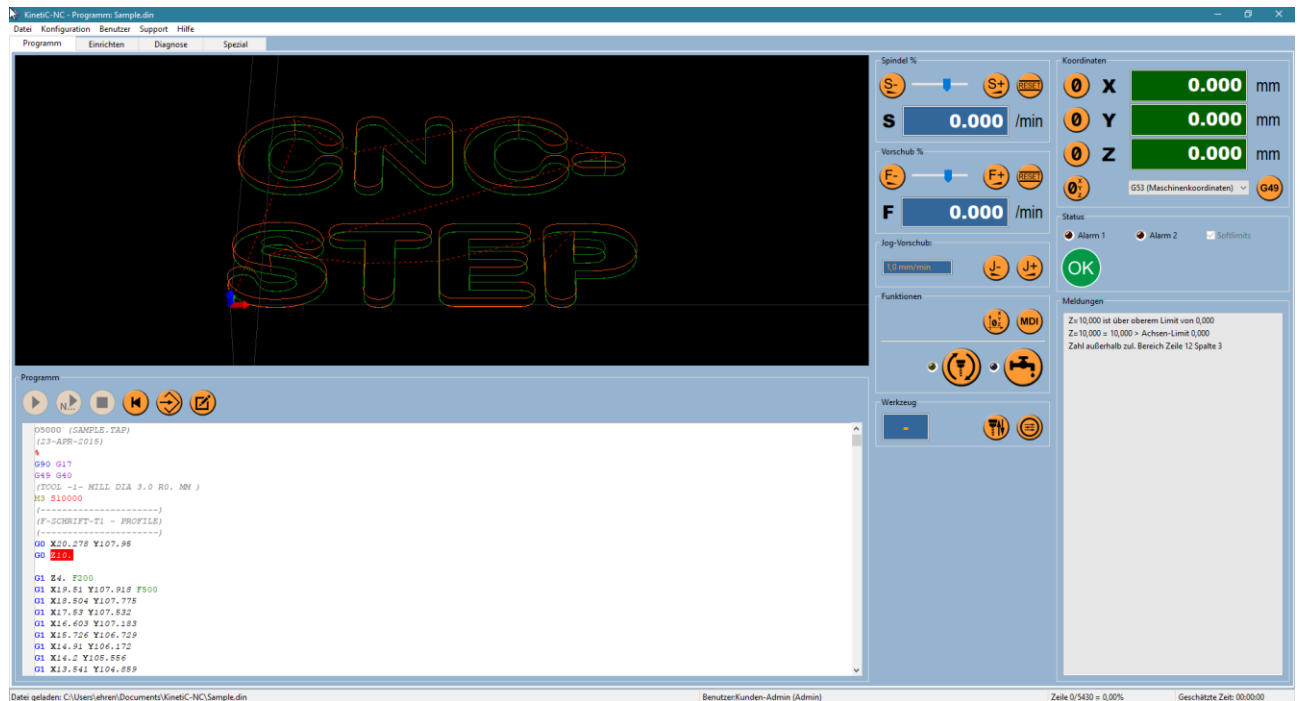 KinetiC-NC - Programm: Sample.din
Datei Konfiguration Benutzer Support Hilfe
Programm Einrichten Diagnose Spezial
CNC-
STEP
Spindel %
S- S+ RESET
S 0.000 /min
Vorschub %
F- F+ RESET
F 0.000 /min
Jog-Vorschub:
1,0 mm/min J- J+
Funktionen
MDI
Werkzeug
-
Koordinaten
0 X 0.000 mm
0 Y 0.000 mm
0 Z 0.000 mm
0 X Y Z G53 (Maschinenkoordinaten) G49
Status
Alarm 1 Alarm 2 Softlimits
OK
Meldungen
Z=10,000 ist über oberem Limit von 0,000
Z=10,000 = 10,000 > Achsen-Limit 0,000
Zahl außerhalb zul. Bereich Zeile 12 Spalte 3
Programm
N...
O5000 (SAMPLE.TAP)
(23-APR-2015)
%
G90 G17
G49 G40
(TOOL -1- MILL DIA 3.0 R0. MM )
M3 S10000
(----------------------)
(F-SCHRIFT-T1 - PROFILE)
(----------------------)
G0 X20.278 Y107.95
G0 Z10.
G1 Z4. F200
G1 X19.51 Y107.918 F500
G1 X18.504 Y107.775
G1 X17.53 Y107.532
G1 X16.603 Y107.183
G1 X15.726 Y106.729
G1 X14.91 Y106.172
G1 X14.2 Y105.556
G1 X13.541 Y104.859
Datei geladen: C:\Users\ehren\Documents\KinetiC-NC\Sample.din
Benutzer:Kunden-Admin (Admin)
Zeile 0/5430 = 0,00%
Geschätzte Zeit: 00:00:00